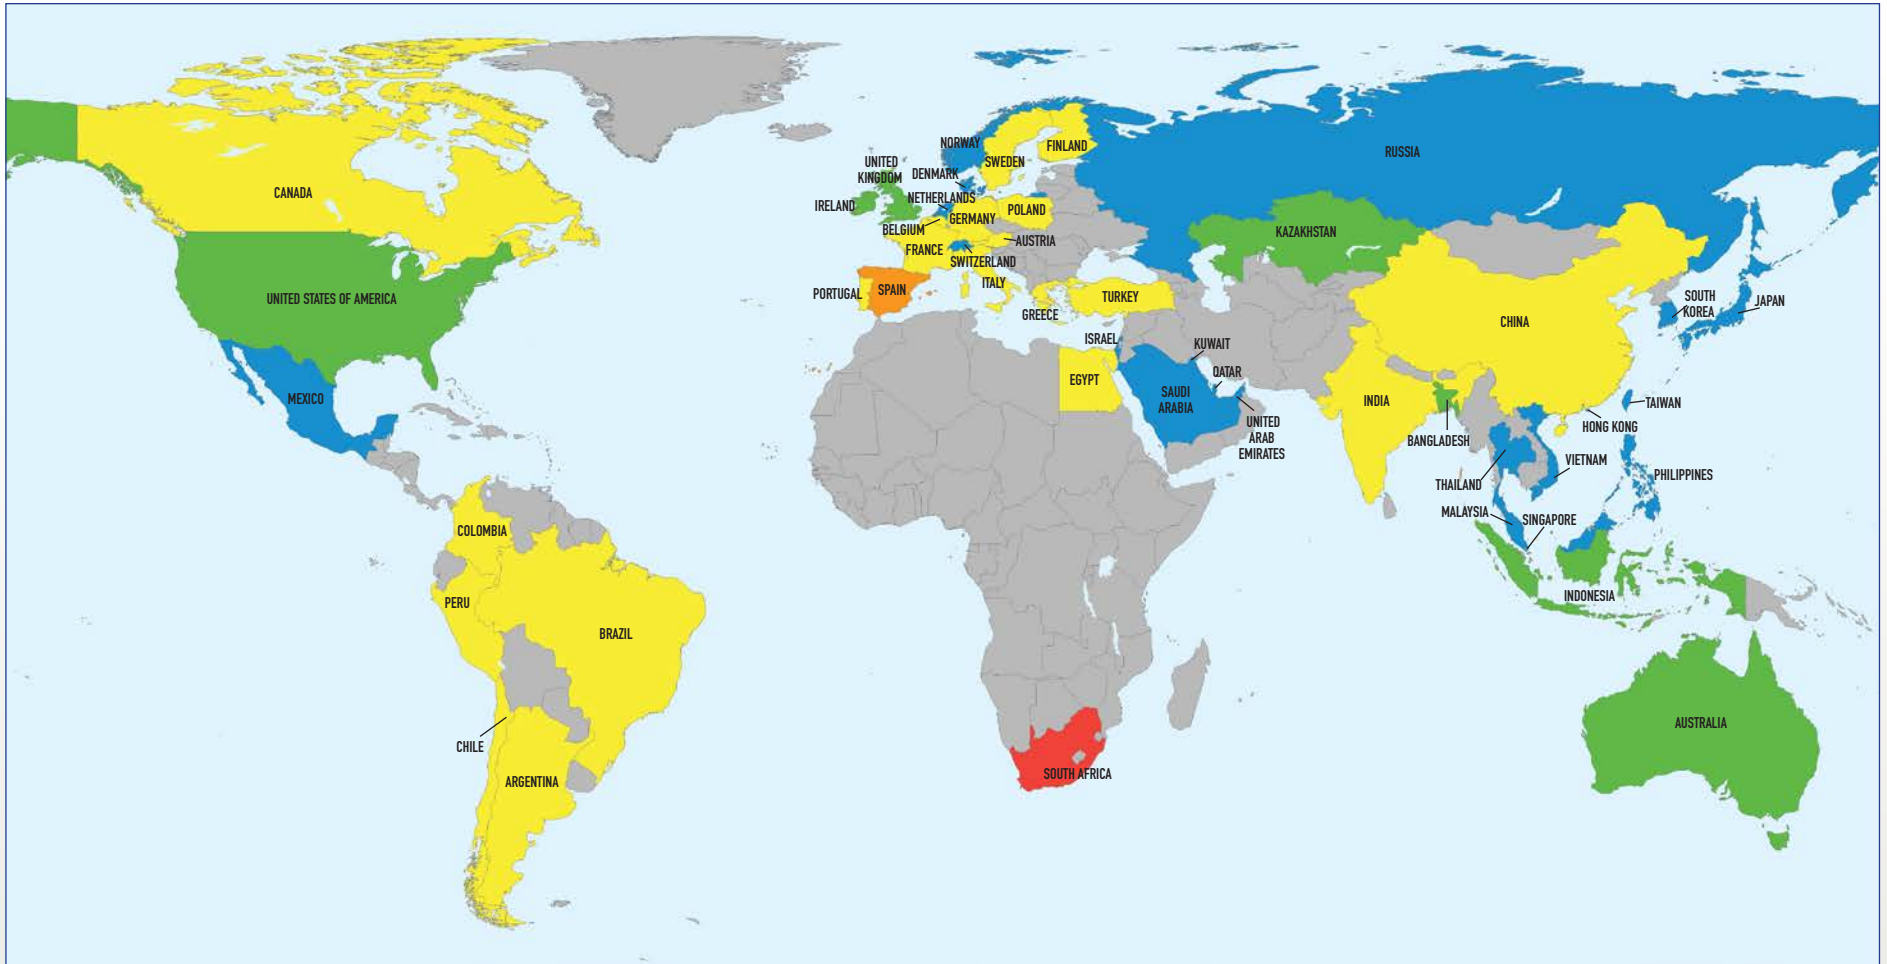 CANADA
UNITED STATES OF AMERICA
MEXICO
COLOMBIA
PERU
BRAZIL
CHILE
ARGENTINA
NORWAY
SWEDEN
FINLAND
UNITED
KINGDOM
DENMARK
NETHERLANDS
IRELAND
GERMANY
POLAND
BELGIUM
AUSTRIA
FRANCE
SWITZERLAND
ITALY
PORTUGAL
SPAIN
GREECE
TURKEY
RUSSIA
KAZAKHSTAN
ISRAEL
KUWAIT
QATAR
EGYPT
SAUDI
ARABIA
UNITED
ARAB
EMIRATES
SOUTH AFRICA
CHINA
SOUTH
KOREA
JAPAN
INDIA
BANGLADESH
TAIWAN
HONG KONG
VIETNAM
THAILAND
PHILIPPINES
MALAYSIA
SINGAPORE
INDONESIA
AUSTRALIA